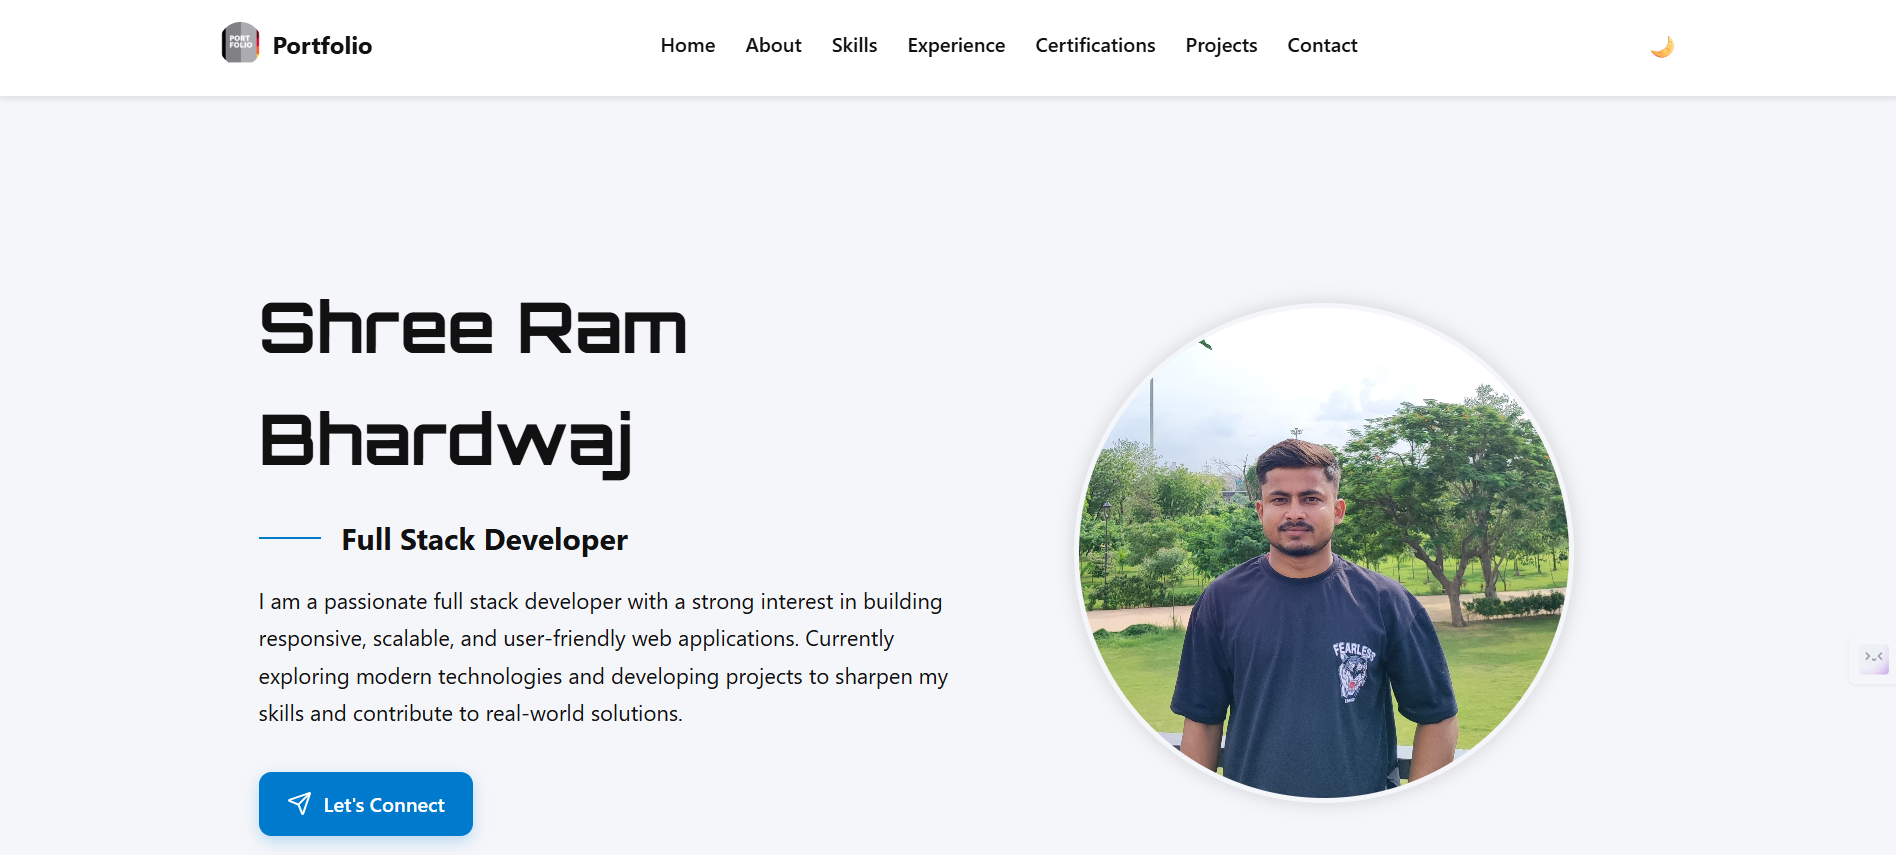 PORT
FOLIO
Portfolio
Home About Skills Experience Certifications Projects Contact
Shree Ram
Bhardwaj
Full Stack Developer
I am a passionate full stack developer with a strong interest in building
responsive, scalable, and user-friendly web applications. Currently
exploring modern technologies and developing projects to sharpen my
skills and contribute to real-world solutions.
Let's Connect
FEARLESS